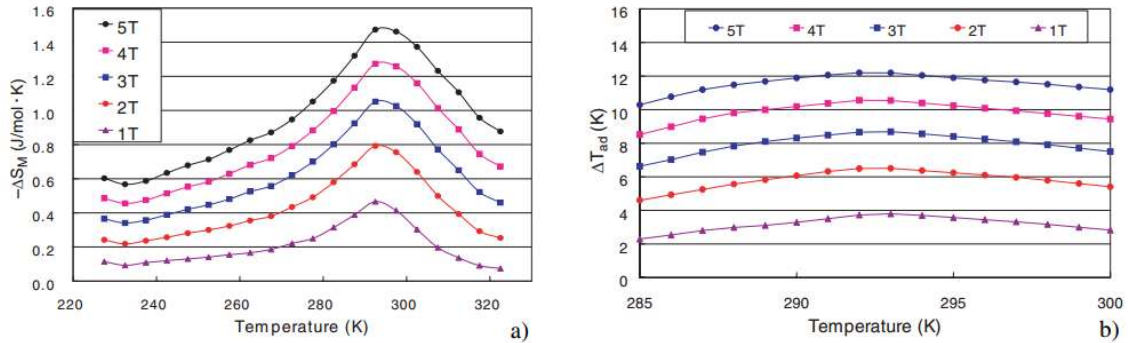 1.6
1.4
1.2
1.0
0.8
0.6
0.4
0.2
0.0
−ΔS_M (J/mol · K)
5T
4T
3T
2T
1T
220 240 260 280 300 320
Temperature (K)
a)
16
14
12
10
8
6
4
2
0
ΔT_ad (K)
5T 4T 3T 2T 1T
285 290 295 300
Temperature (K)
b)